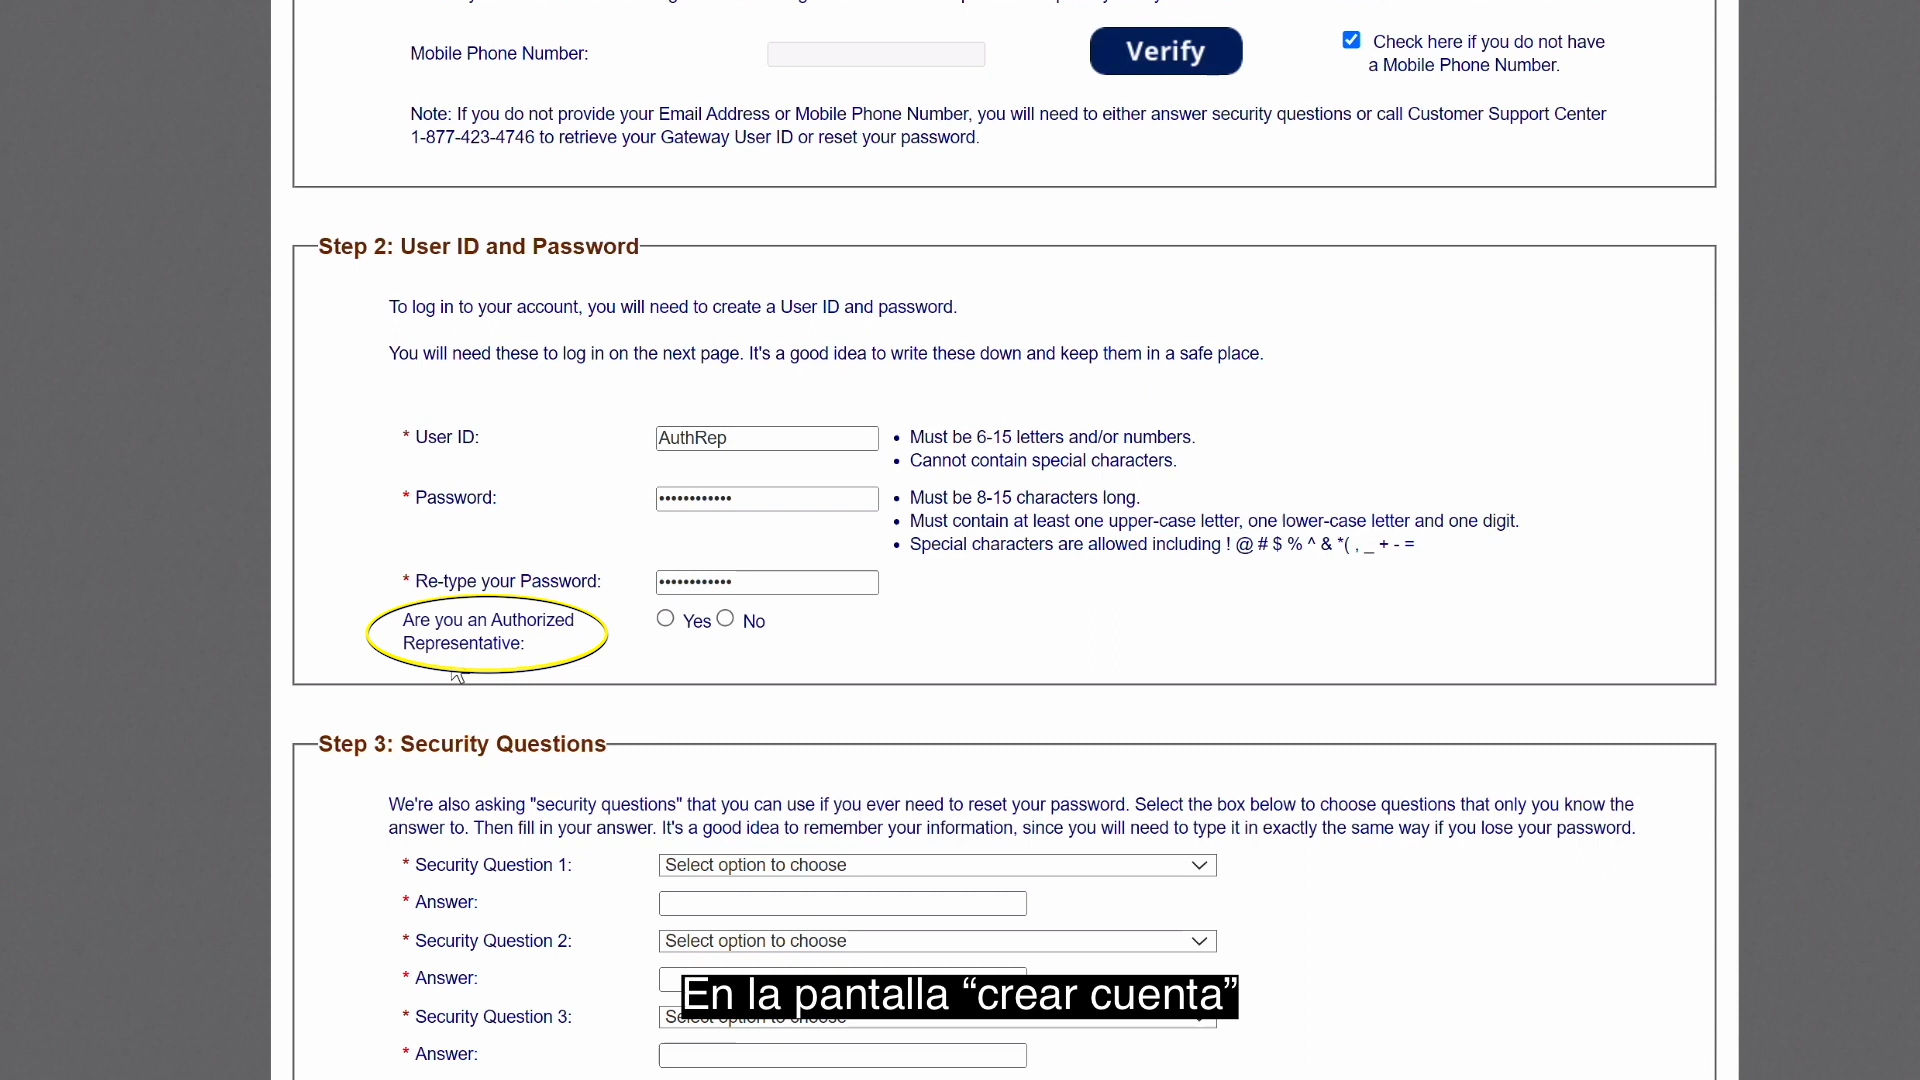 Mobile Phone Number:
Verify
Check here if you do not have
a Mobile Phone Number.
Note: If you do not provide your Email Address or Mobile Phone Number, you will need to either answer security questions or call Customer Support Center
1-877-423-4746 to retrieve your Gateway User ID or reset your password.
Step 2: User ID and Password
To log in to your account, you will need to create a User ID and password.
You will need these to log in on the next page. It's a good idea to write these down and keep them in a safe place.
* User ID:
AuthRep
• Must be 6-15 letters and/or numbers.
• Cannot contain special characters.
* Password:
••••••••••••
• Must be 8-15 characters long.
• Must contain at least one upper-case letter, one lower-case letter and one digit.
• Special characters are allowed including ! @ # $ % ^ & *( , _ + - =
* Re-type your Password:
••••••••••••
Are you an Authorized
Representative:
Yes No
Step 3: Security Questions
We're also asking "security questions" that you can use if you ever need to reset your password. Select the box below to choose questions that only you know the
answer to. Then fill in your answer. It's a good idea to remember your information, since you will need to type it in exactly the same way if you lose your password.
* Security Question 1:
Select option to choose
* Answer:
* Security Question 2:
Select option to choose
* Answer:
En la pantalla “crear cuenta”
* Security Question 3:
Select option to choose
* Answer: